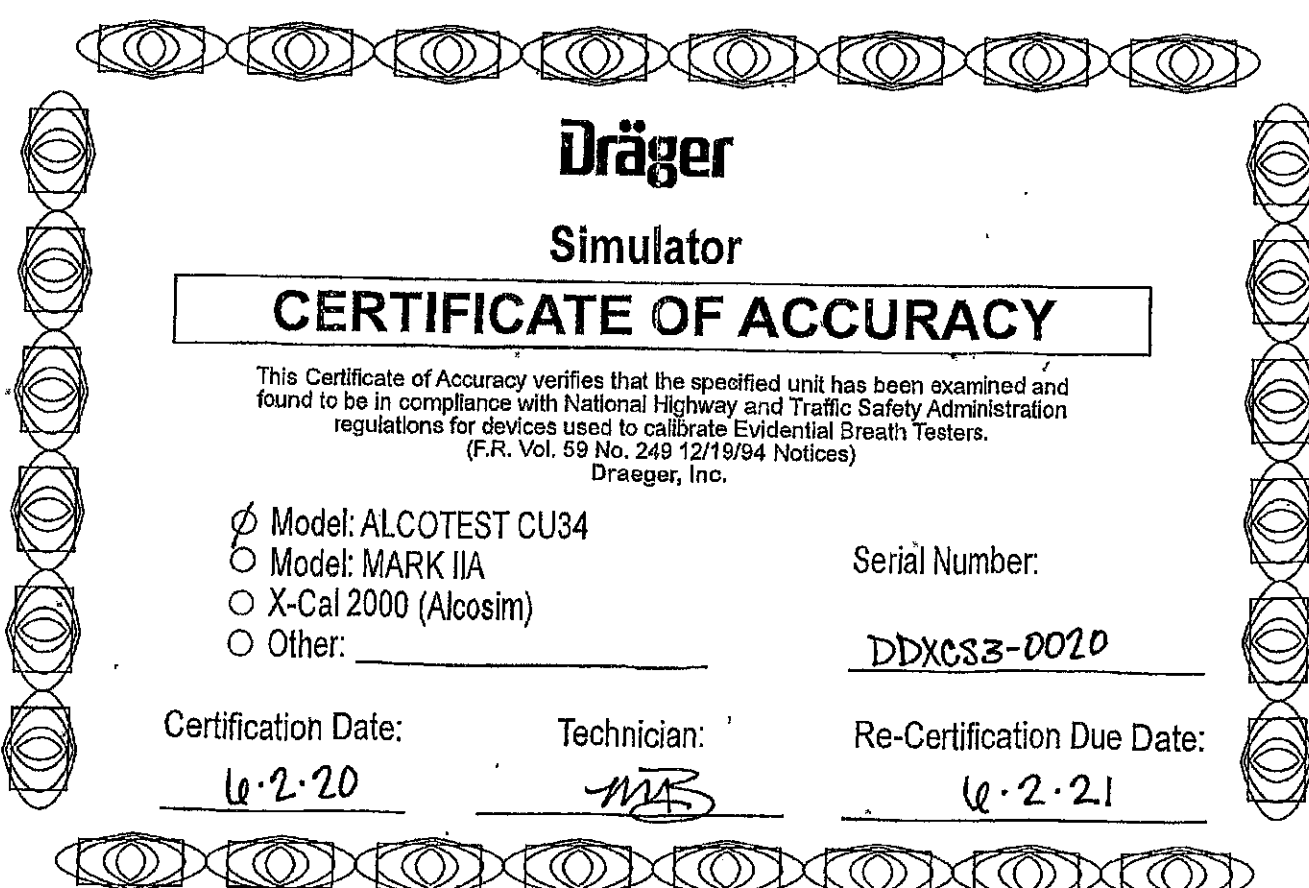 Dräger
Simulator
CERTIFICATE OF ACCURACY
This Certificate of Accuracy verifies that the specified unit has been examined and
found to be in compliance with National Highway and Traffic Safety Administration
regulations for devices used to calibrate Evidential Breath Testers.
(F.R. Vol. 59 No. 249 12/19/94 Notices)
Draeger, Inc.
Model: ALCOTEST CU34
Model: MARK IIA
X-Cal 2000 (Alcosim)
Other:
Serial Number:
DDXCS3-0020
Certification Date:
6.2.20
Technician:
MB
Re-Certification Due Date:
6.2.21